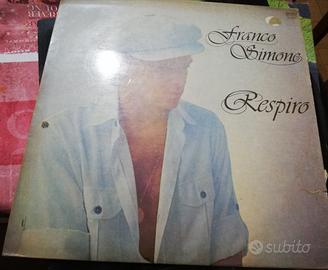 Franco
Simone
Respiro
subito